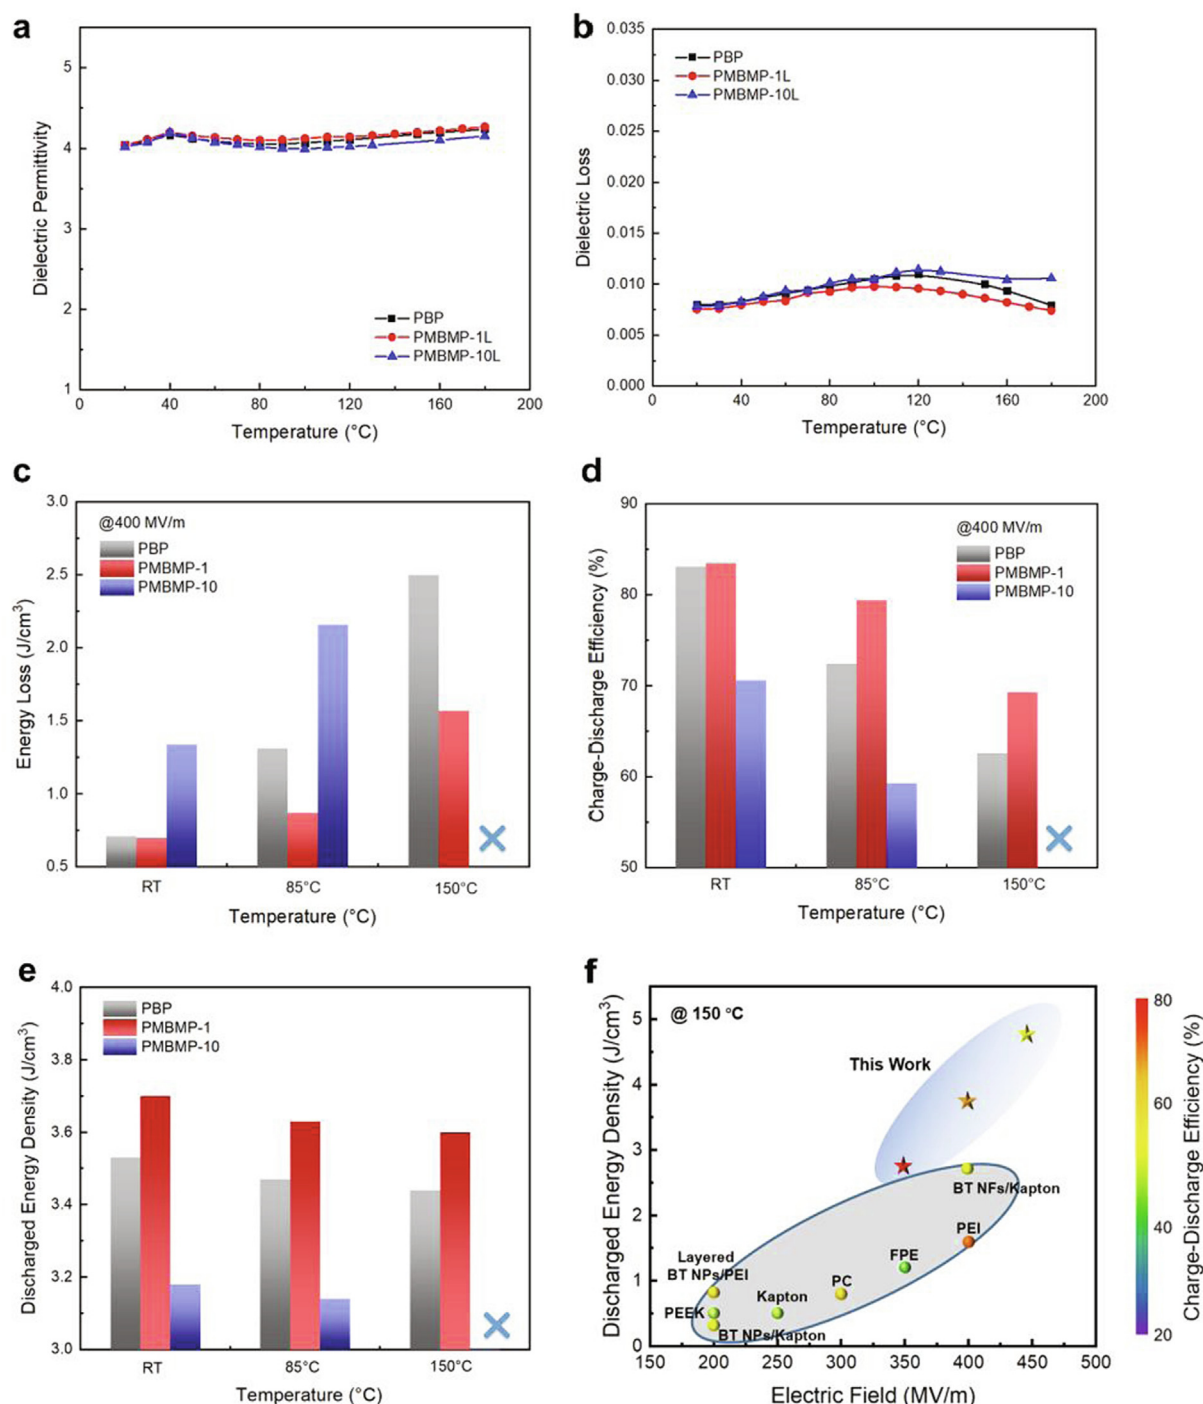 a
5
4
3
2
1
Dielectric Permittivity
PBP
PMBMP-1L
PMBMP-10L
0 40 80 120 160 200
Temperature (°C)
b
0.035
0.030
0.025
0.020
0.015
0.010
0.005
0.000
Dielectric Loss
PBP
PMBMP-1L
PMBMP-10L
0 40 80 120 160 200
Temperature (°C)
c
3.0
2.5
2.0
1.5
1.0
0.5
Energy Loss (J/cm³)
@400 MV/m
PBP
PMBMP-1
PMBMP-10
RT 85°C 150°C
Temperature (°C)
d
90
80
70
60
50
Charge-Discharge Efficiency (%)
@400 MV/m
PBP
PMBMP-1
PMBMP-10
RT 85°C 150°C
Temperature (°C)
e
4.0
3.8
3.6
3.4
3.2
3.0
Discharged Energy Density (J/cm³)
PBP
PMBMP-1
PMBMP-10
RT 85°C 150°C
Temperature (°C)
f
5
4
3
2
1
0
Discharged Energy Density (J/cm³)
@ 150 °C
This Work
BT NFs/Kapton
PEI
FPE
Layered
BT NPs/PEI
PC
Kapton
PEEK
BT NPs/Kapton
150 200 250 300 350 400 450 500
Electric Field (MV/m)
80
60
40
20
Charge-Discharge Efficiency (%)